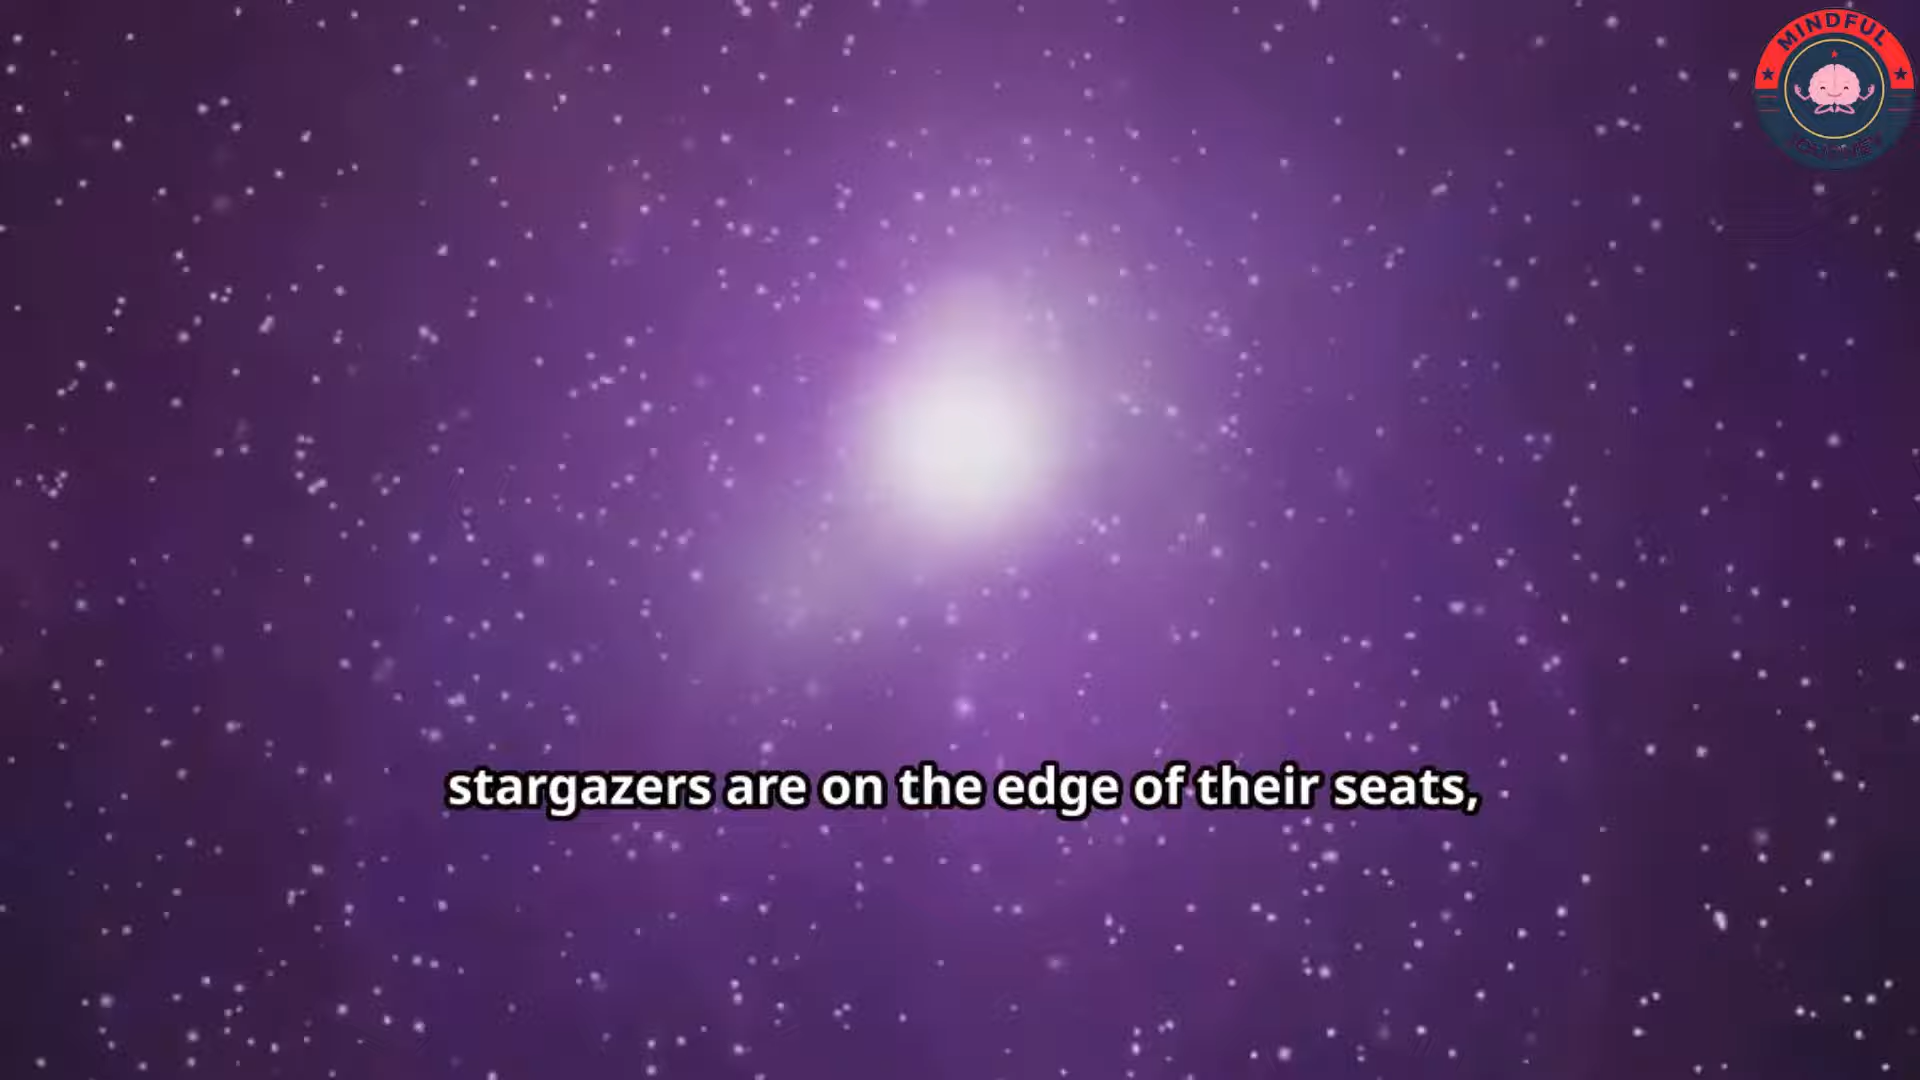 MINDFUL
stargazers are on the edge of their seats,